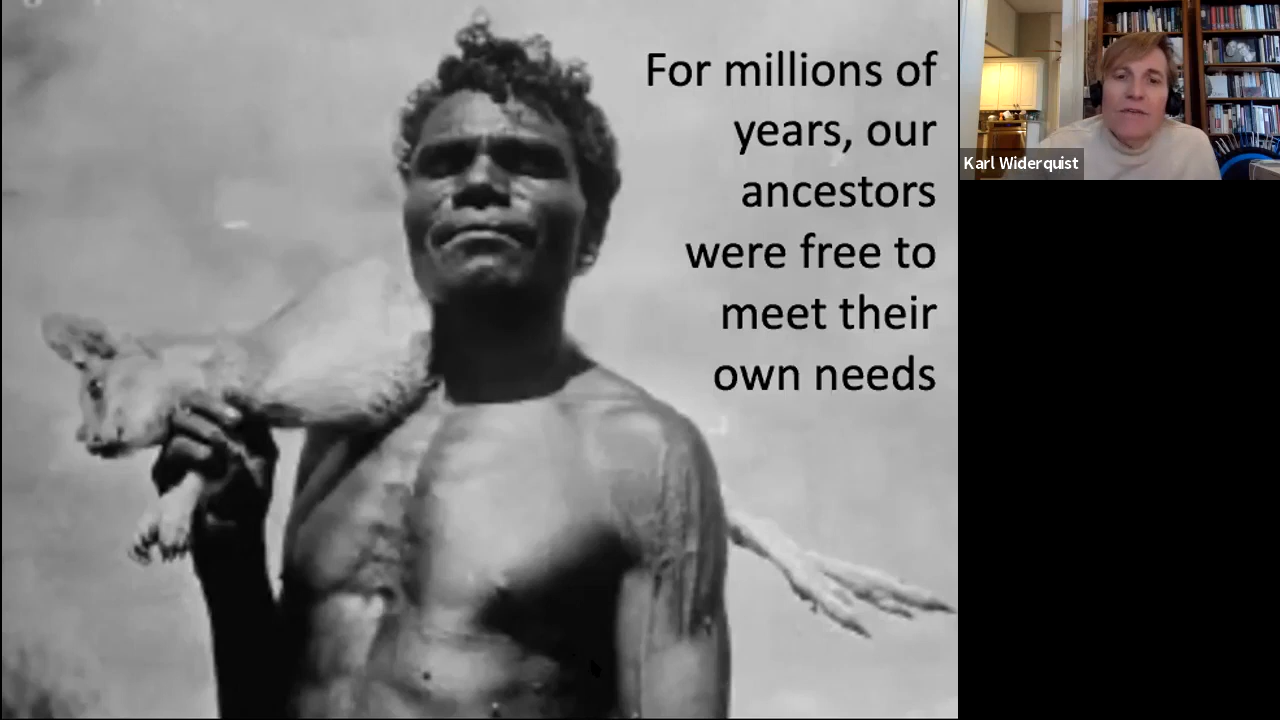 For millions of
years, our
ancestors
were free to
meet their
own needs
Karl Widerquist